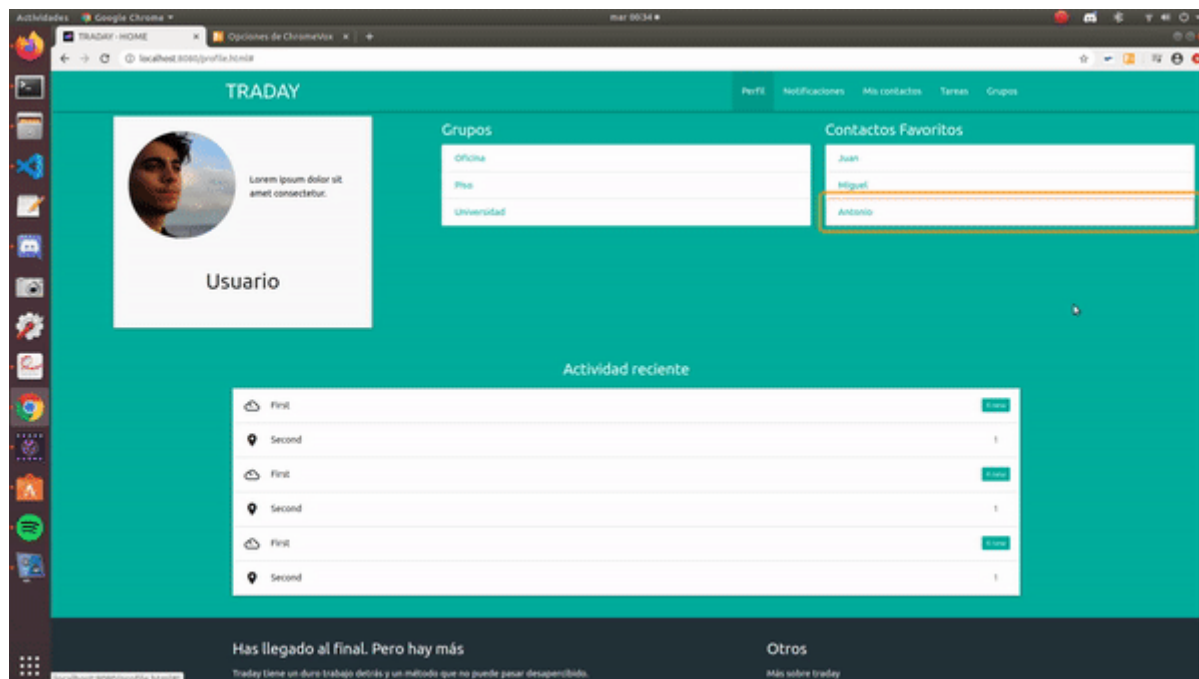 Actividades Google Chrome mar 00:34
TRADAY - HOME Opciones de ChromeVox
localhost:8080/profile.html#
TRADAY Perfil Notificaciones Mis contactos Tareas Grupos
Lorem ipsum dolor sit
amet consectetur.
Usuario
Grupos
Oficina
Piso
Universidad
Contactos Favoritos
Juan
Miguel
Antonio
Actividad reciente
First
Second 1
First
Second 1
First
Second 1
Has llegado al final. Pero hay más
Traday tiene un duro trabajo detrás y un método que no puede pasar desapercibido.
Otros
Más sobre traday